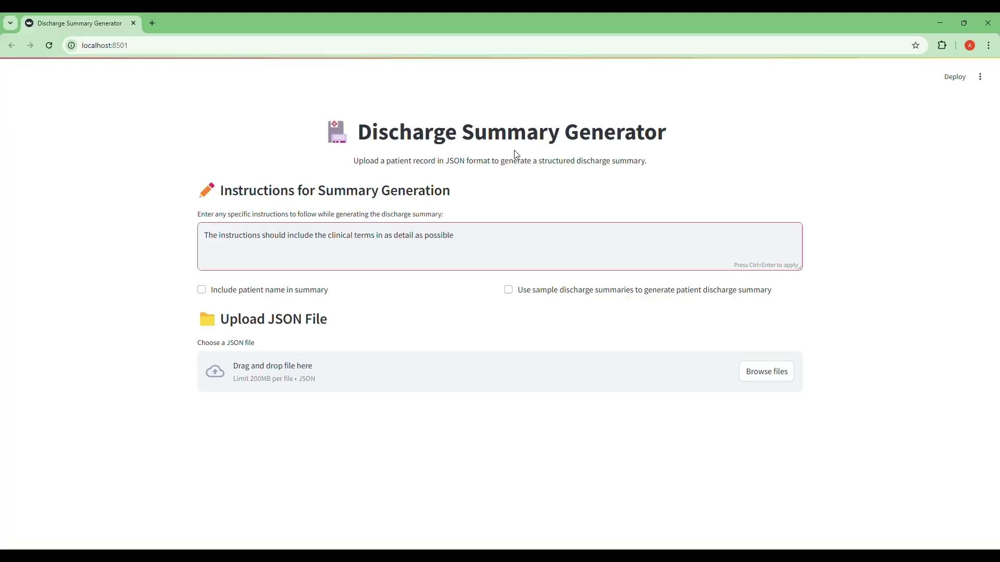 Discharge Summary Generator
localhost:8501
A
Deploy
Discharge Summary Generator
Upload a patient record in JSON format to generate a structured discharge summary.
Instructions for Summary Generation
Enter any specific instructions to follow while generating the discharge summary:
The instructions should include the clinical terms in as detail as possible
Press Ctrl+Enter to apply
Include patient name in summary
Use sample discharge summaries to generate patient discharge summary
Upload JSON File
Choose a JSON file
Drag and drop file here
Limit 200MB per file • JSON
Browse files